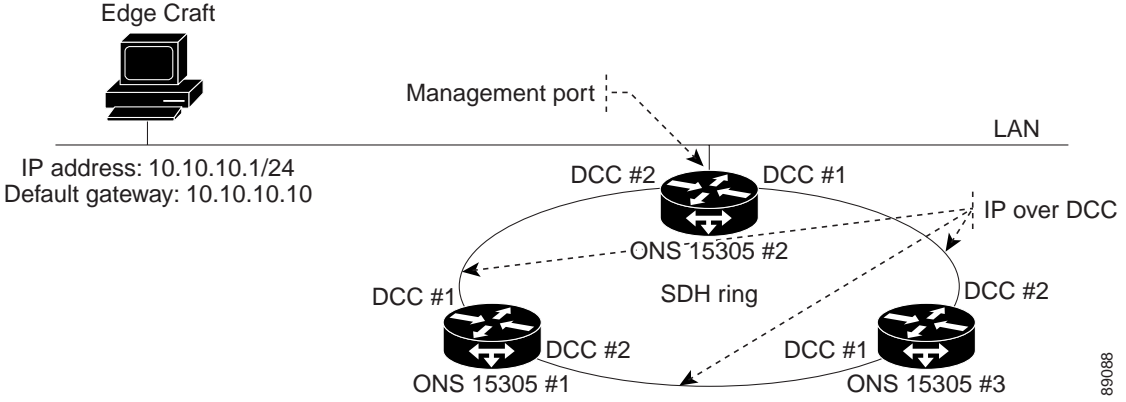 Edge Craft
Management port
LAN
IP address: 10.10.10.1/24
Default gateway: 10.10.10.10
DCC #2
DCC #1
IP over DCC
ONS 15305 #2
DCC #1
SDH ring
DCC #2
DCC #2
DCC #1
ONS 15305 #1
ONS 15305 #3
89088